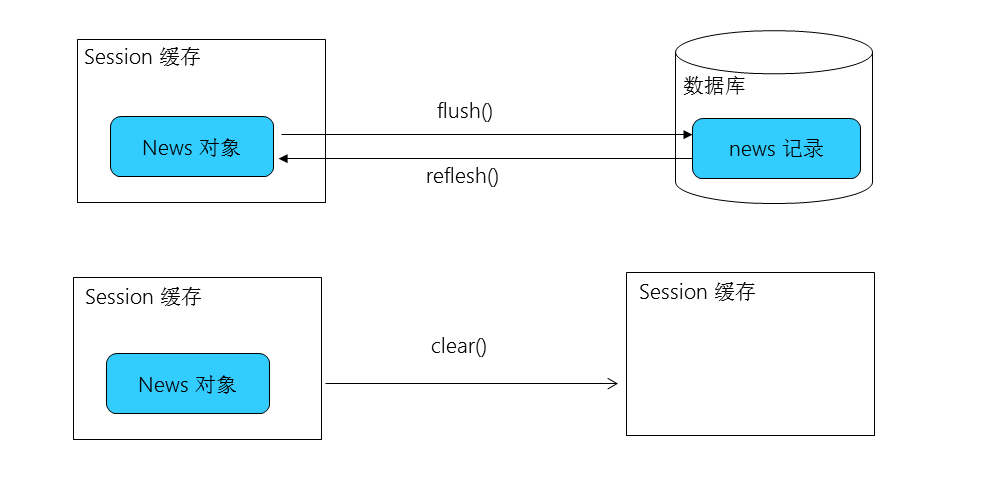 Session 缓存
数据库
flush()
News 对象
news 记录
reflesh()
Session 缓存
Session 缓存
clear()
News 对象